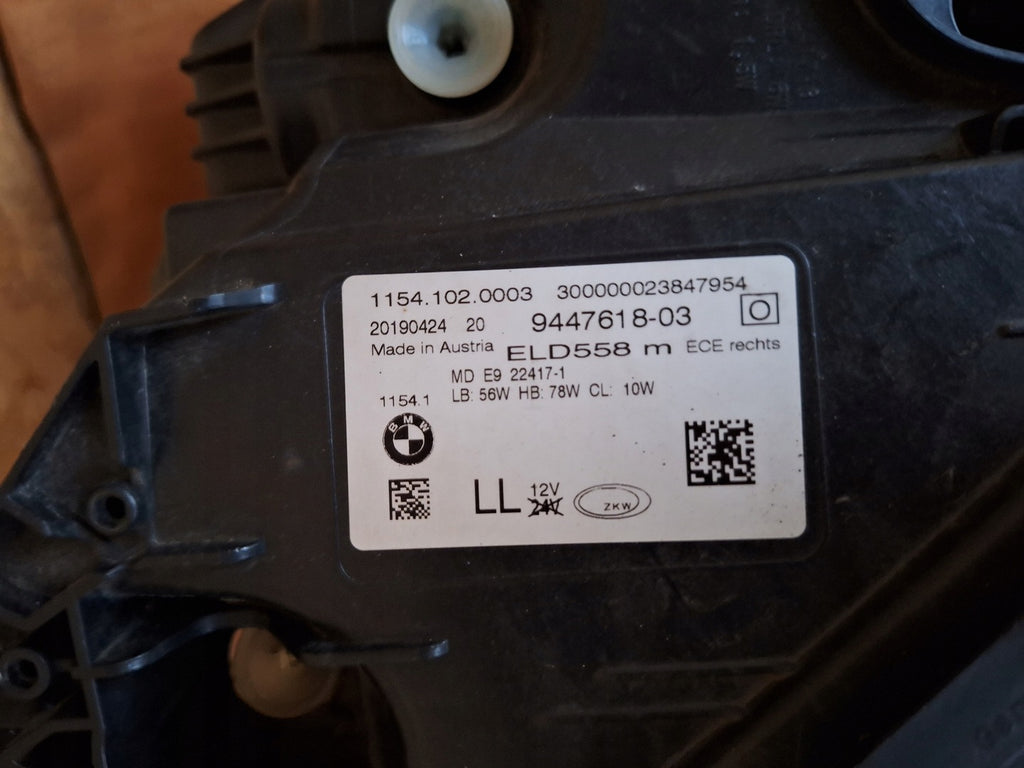 1154.102.0003 300000023847954
20190424 20 9447618-03
Made in Austria ELD558 m ECE rechts
MD E9 22417-1
1154.1 LB: 56W HB: 78W CL: 10W
BMW
LL 12V
24V ZKW